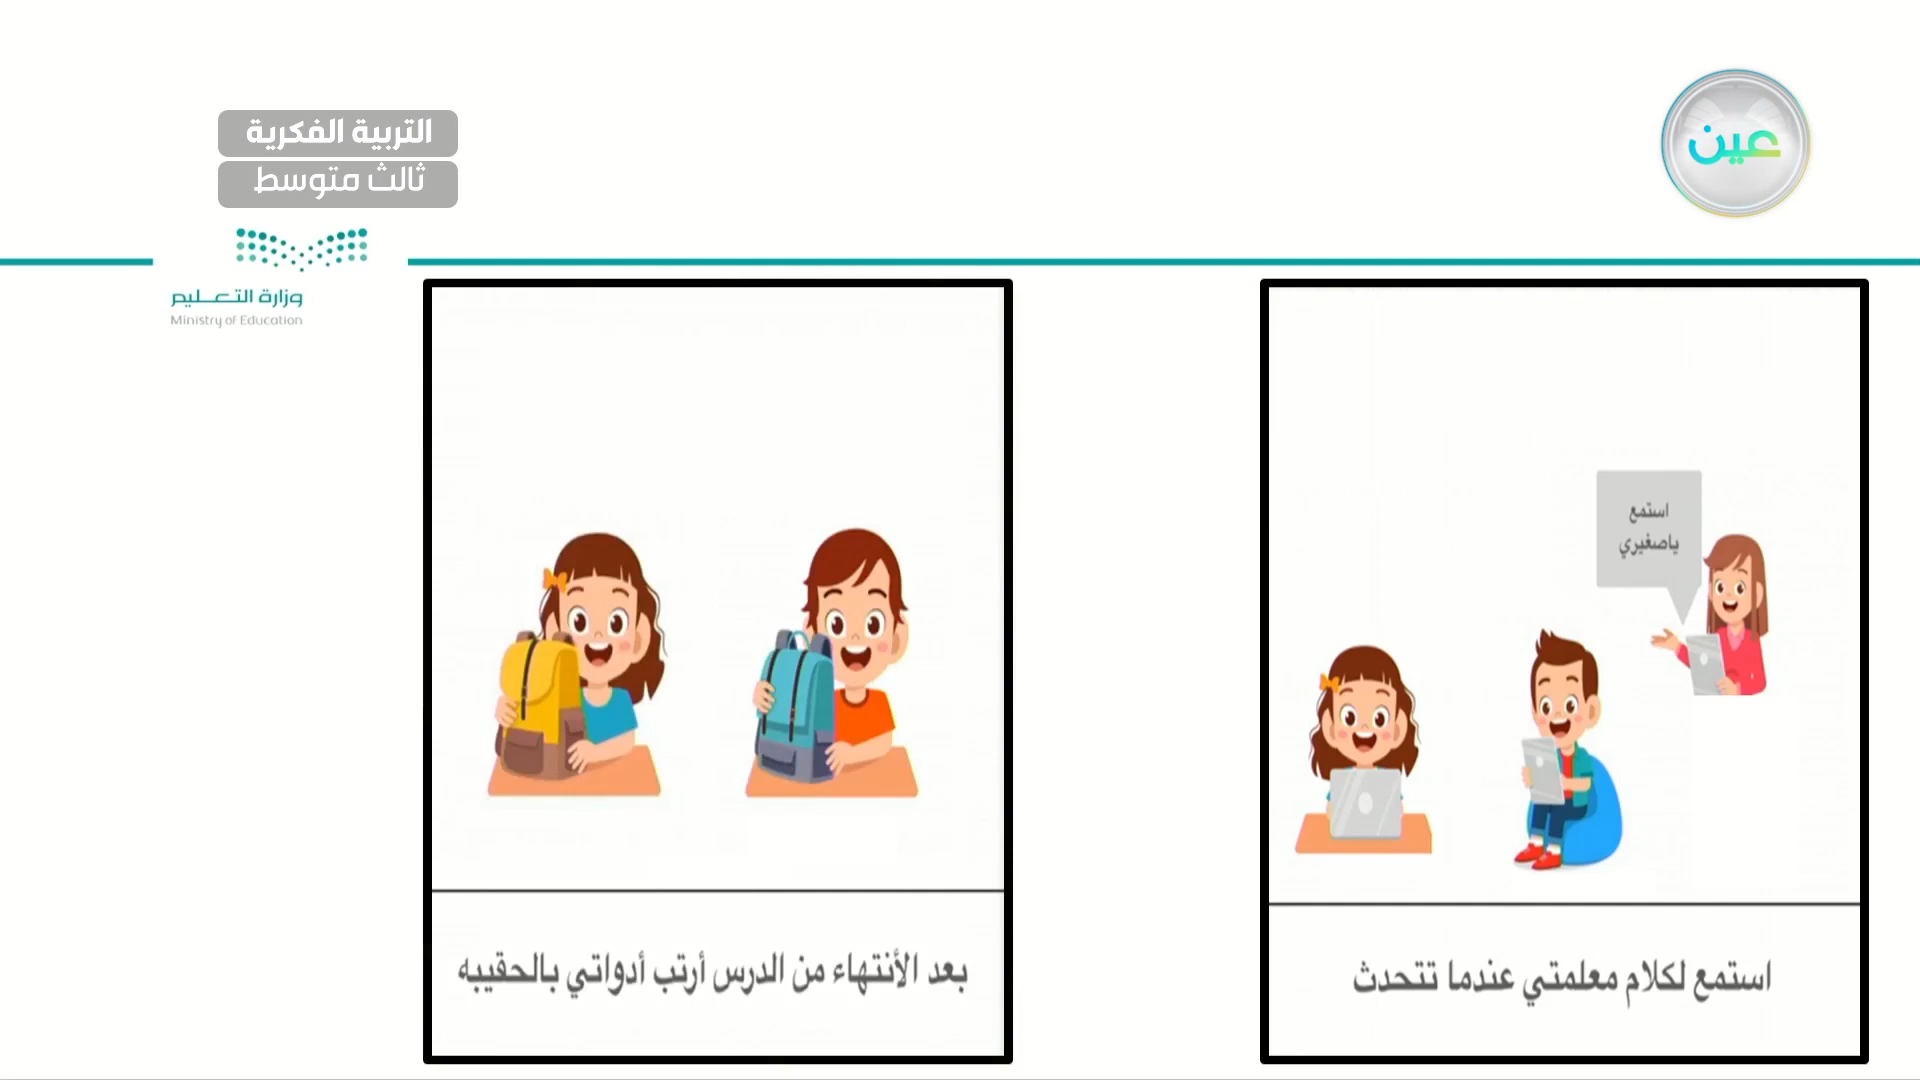 التربية الفكرية
ثالث متوسط
عين
وزارة التعليم
Ministry of Education
استمع
ياصغيري
استمع لكلام معلمتي عندما تتحدث
بعد الأنتهاء من الدرس أرتب أدواتي بالحقيبه